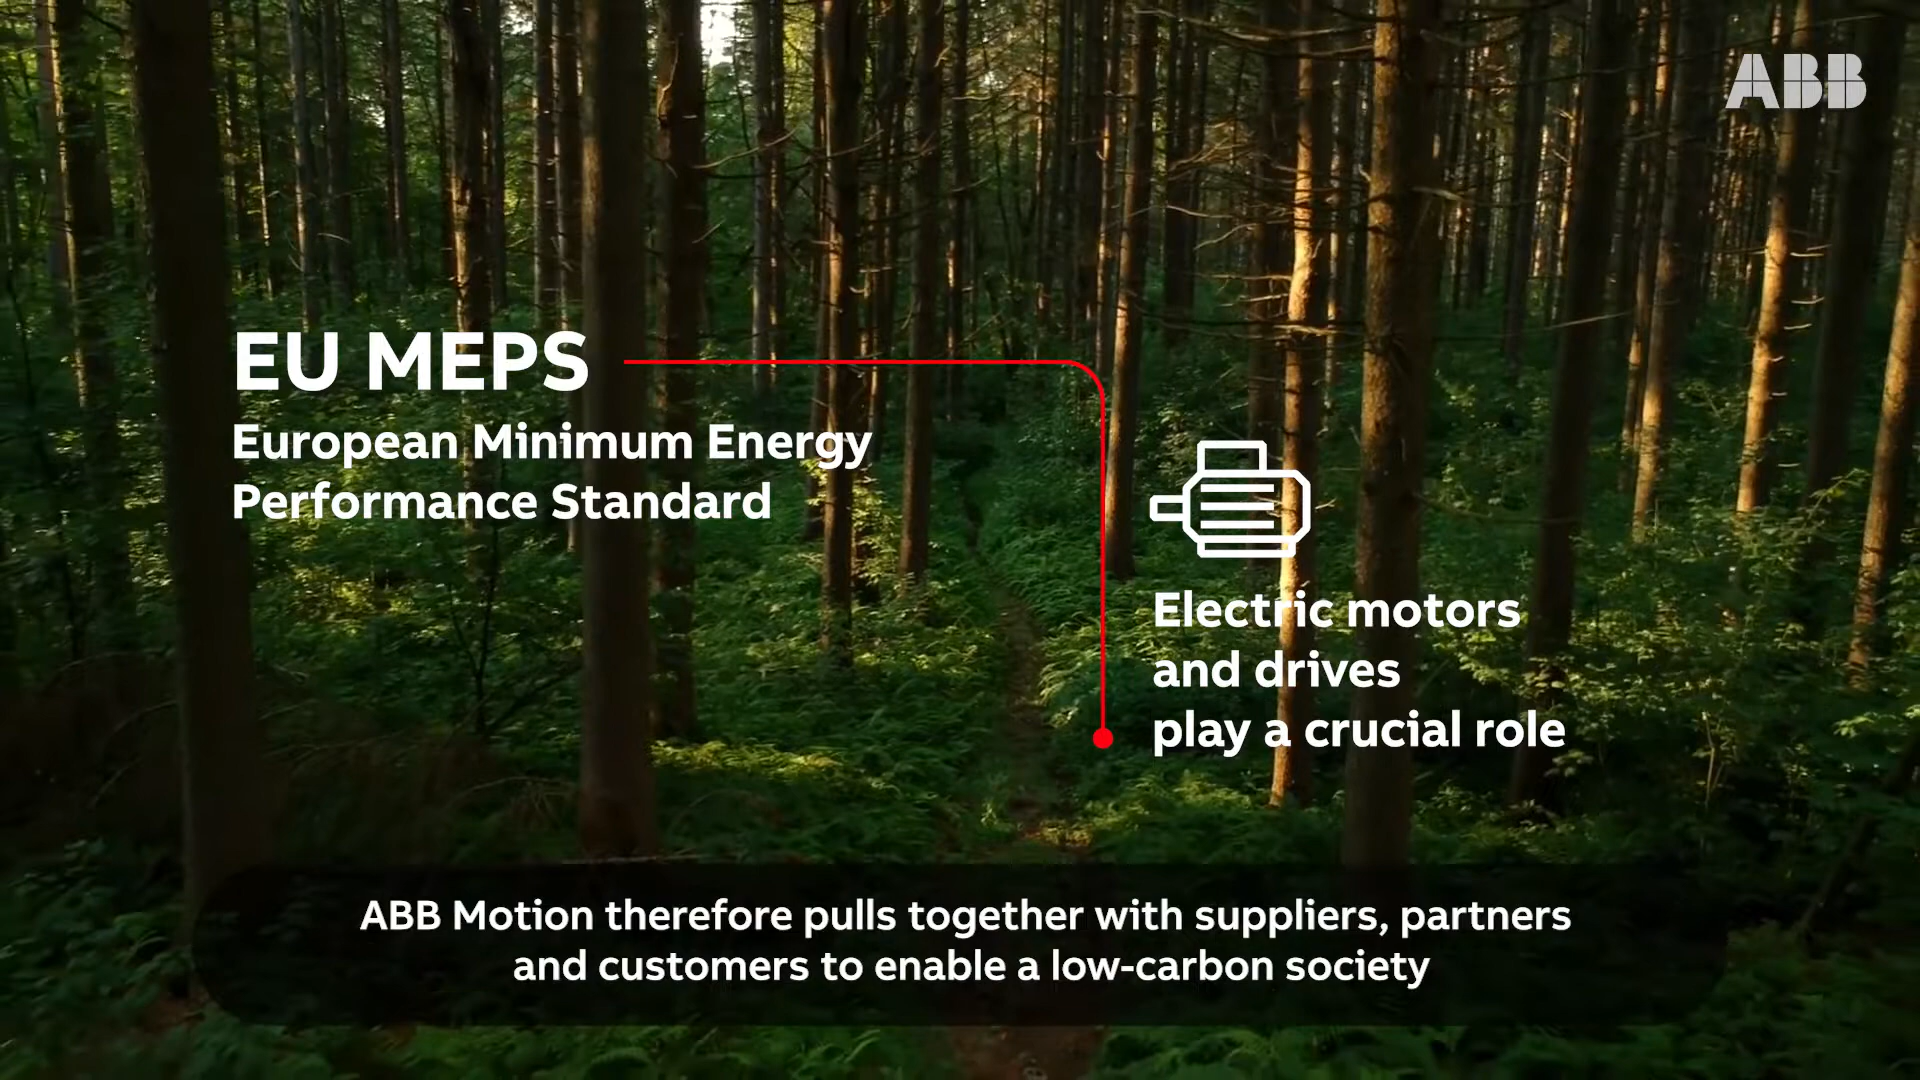 ABB
EU MEPS
European Minimum Energy
Performance Standard
Electric motors
and drives
play a crucial role
ABB Motion therefore pulls together with suppliers, partners
and customers to enable a low-carbon society